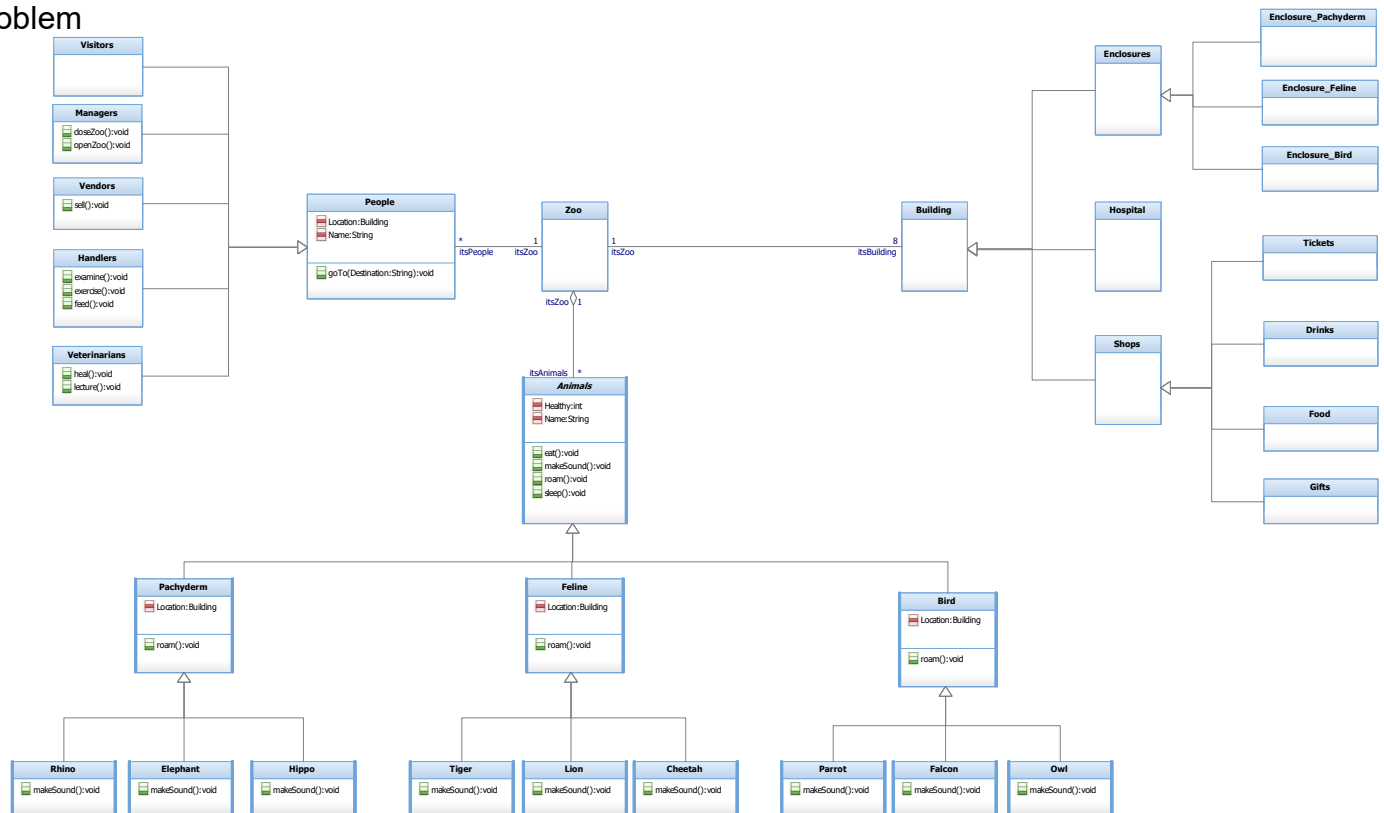 oblem
Visitors
Managers
doseZoo():void
openZoo():void
Vendors
sell():void
Handlers
examine():void
exercise():void
feed():void
Veterinarians
heal():void
lecture():void
People
Location:Building
Name:String
goTo(Destination:String):void
*
itsPeople
1
itsZoo
Zoo
1
itsZoo
8
itsBuilding
Building
itsZoo
1
itsAnimals
*
Animals
Healthy:int
Name:String
eat():void
makeSound():void
roam():void
sleep():void
Enclosures
Hospital
Shops
Enclosure_Pachyderm
Enclosure_Feline
Enclosure_Bird
Tickets
Drinks
Food
Gifts
Pachyderm
Location:Building
roam():void
Feline
Location:Building
roam():void
Bird
Location:Building
roam():void
Rhino
makeSound():void
Elephant
makeSound():void
Hippo
makeSound():void
Tiger
makeSound():void
Lion
makeSound():void
Cheetah
makeSound():void
Parrot
makeSound():void
Falcon
makeSound():void
Owl
makeSound():void